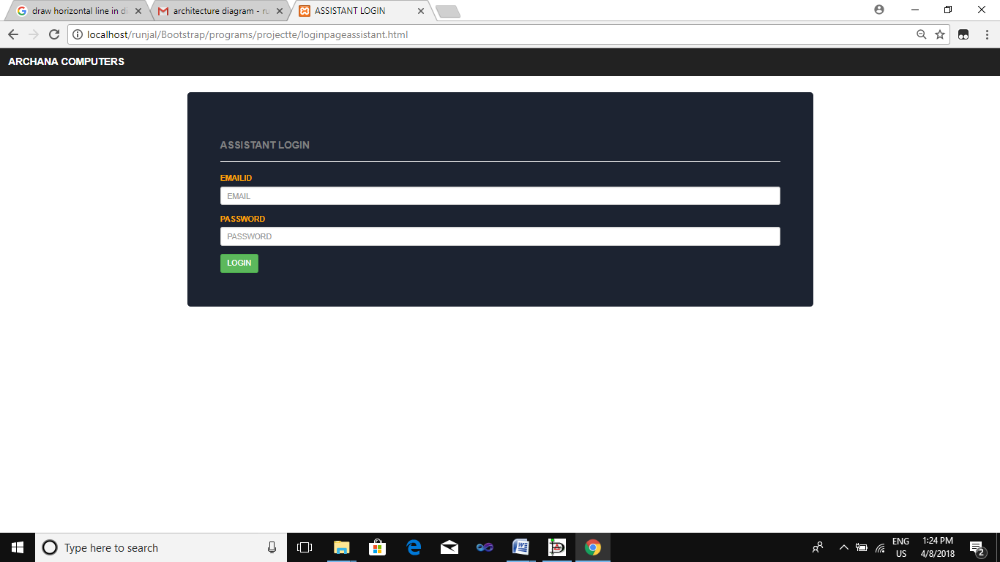 draw horizontal line in di
architecture diagram - ru
ASSISTANT LOGIN
localhost/runjal/Bootstrap/programs/projectte/loginpageassistant.html
ARCHANA COMPUTERS
ASSISTANT LOGIN
EMAILID
EMAIL
PASSWORD
PASSWORD
LOGIN
Type here to search
ENG
US
1:24 PM
4/8/2018
2